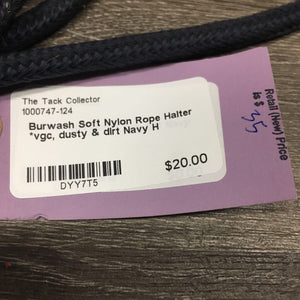 The Tack Collector
1000747-124
Burwash Soft Nylon Rope Halter
*vgc, dusty & dirt Navy H
$20.00
DYY7T5
Retail (New) Price
is $ 35